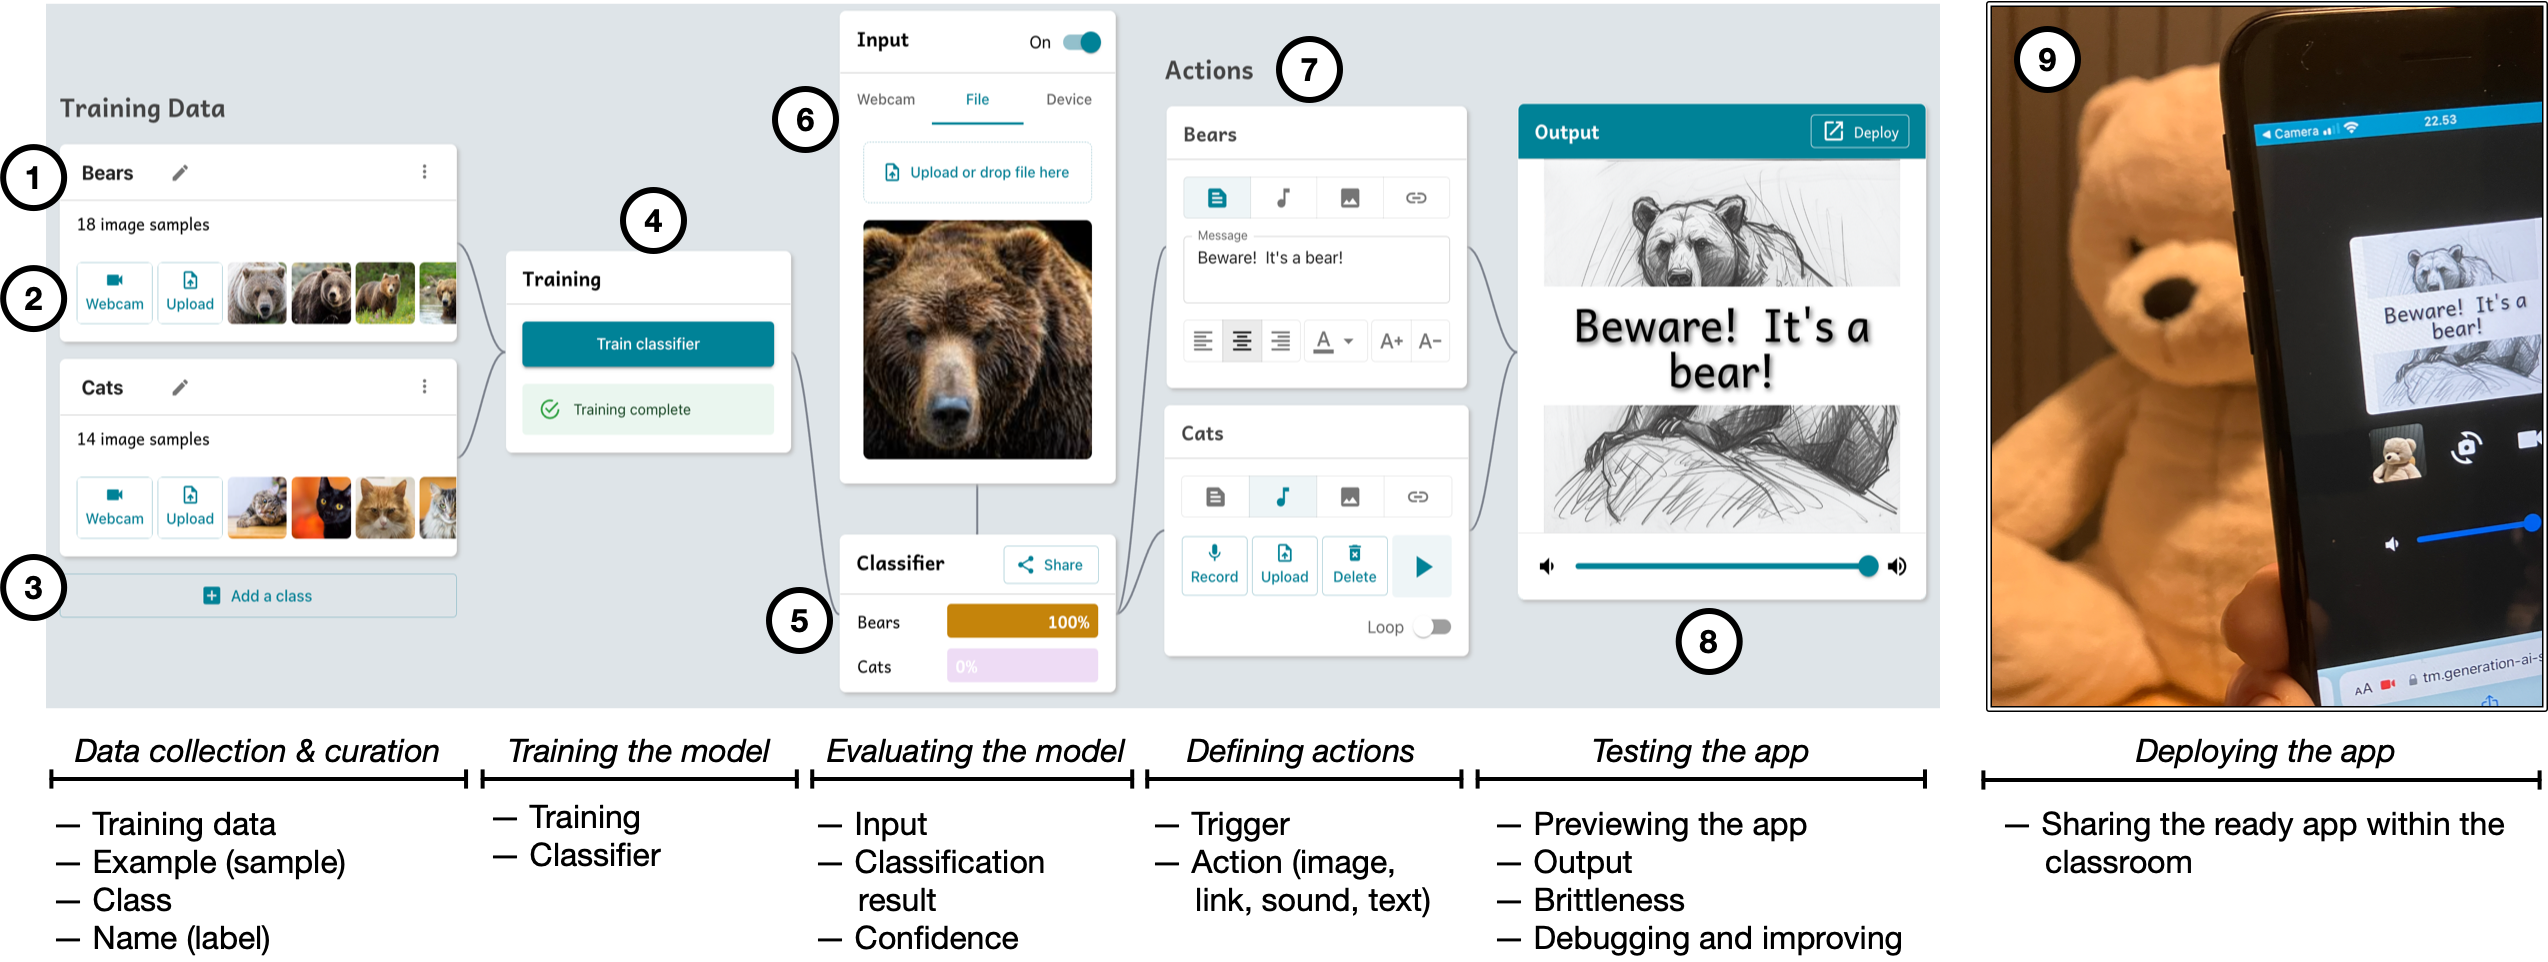 Training Data
1
Bears
18 image samples
2
Webcam
Upload
Cats
14 image samples
Webcam
Upload
3
Add a class
4
Training
Train classifier
Training complete
Input
On
6
Webcam
File
Device
Upload or drop file here
5
Classifier
Share
Bears
100%
Cats
0%
Actions
7
Bears
Message
Beware! It's a bear!
A
A+
A-
Cats
Record
Upload
Delete
Loop
Output
Deploy
Beware! It's a
bear!
8
9
Camera
22.53
Beware! It's a
bear!
AA
tm.generation-ai-s
Data collection & curation
— Training data
— Example (sample)
— Class
— Name (label)
Training the model
— Training
— Classifier
Evaluating the model
— Input
— Classification
result
— Confidence
Defining actions
— Trigger
— Action (image,
link, sound, text)
Testing the app
— Previewing the app
— Output
— Brittleness
— Debugging and improving
Deploying the app
— Sharing the ready app within the
classroom